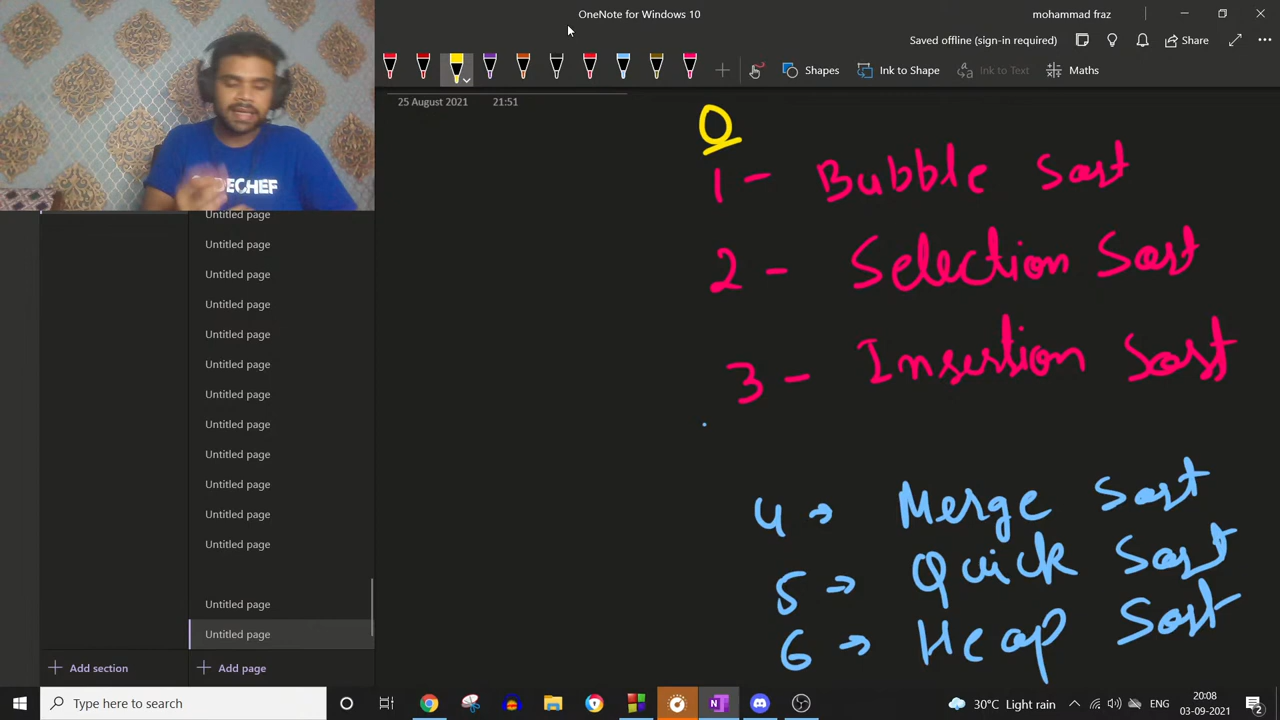 OneNote for Windows 10
mohammad fraz
Saved offline (sign-in required)
Share
Shapes
Ink to Shape
Ink to Text
Maths
25 August 2021 21:51
0
1 - Bubble Sort
2 - Selection Sort
3 - Insertion Sort
4 → Merge Sort
5 → Quick Sort
6 → Heap Sort
DECHEF
Untitled page
Untitled page
Untitled page
Untitled page
Untitled page
Untitled page
Untitled page
Untitled page
Untitled page
Untitled page
Untitled page
Untitled page
Untitled page
Untitled page
Add section
Add page
Type here to search
30°C Light rain
ENG
20:08
03-09-2021
2